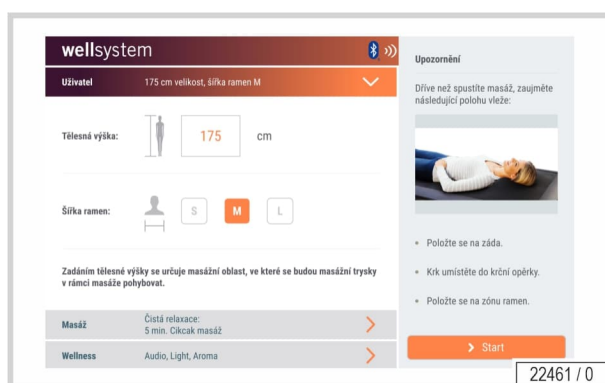 wellsystem
Uživatel 175 cm velikost, šířka ramen M
Tělesná výška: 175 cm
Šířka ramen: S M L
Zadáním tělesné výšky se určuje masážní oblast, ve které se budou masážní trysky
v rámci masáže pohybovat.
Masáž Čistá relaxace:
5 min. Cikcak masáž
Wellness Audio, Light, Aroma
Upozornění
Dříve než spustíte masáž, zaujměte
následující polohu vleže:
Položte se na záda.
Krk umístěte do krční opěrky.
Položte se na zónu ramen.
Start
22461 / 0